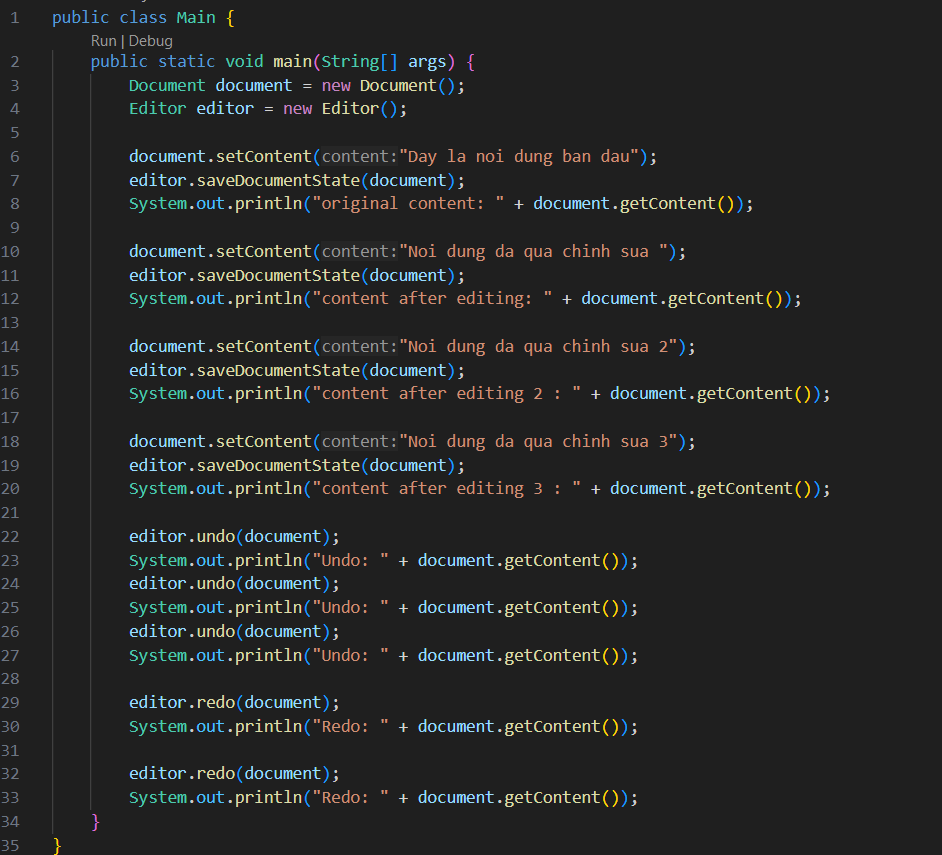 1 public class Main {
Run | Debug
2 public static void main(String[] args) {
3 Document document = new Document();
4 Editor editor = new Editor();
5
6 document.setContent(content:"Day la noi dung ban dau");
7 editor.saveDocumentState(document);
8 System.out.println("original content: " + document.getContent());
9
10 document.setContent(content:"Noi dung da qua chinh sua ");
11 editor.saveDocumentState(document);
12 System.out.println("content after editing: " + document.getContent());
13
14 document.setContent(content:"Noi dung da qua chinh sua 2");
15 editor.saveDocumentState(document);
16 System.out.println("content after editing 2 : " + document.getContent());
17
18 document.setContent(content:"Noi dung da qua chinh sua 3");
19 editor.saveDocumentState(document);
20 System.out.println("content after editing 3 : " + document.getContent());
21
22 editor.undo(document);
23 System.out.println("Undo: " + document.getContent());
24 editor.undo(document);
25 System.out.println("Undo: " + document.getContent());
26 editor.undo(document);
27 System.out.println("Undo: " + document.getContent());
28
29 editor.redo(document);
30 System.out.println("Redo: " + document.getContent());
31
32 editor.redo(document);
33 System.out.println("Redo: " + document.getContent());
34 }
35 }